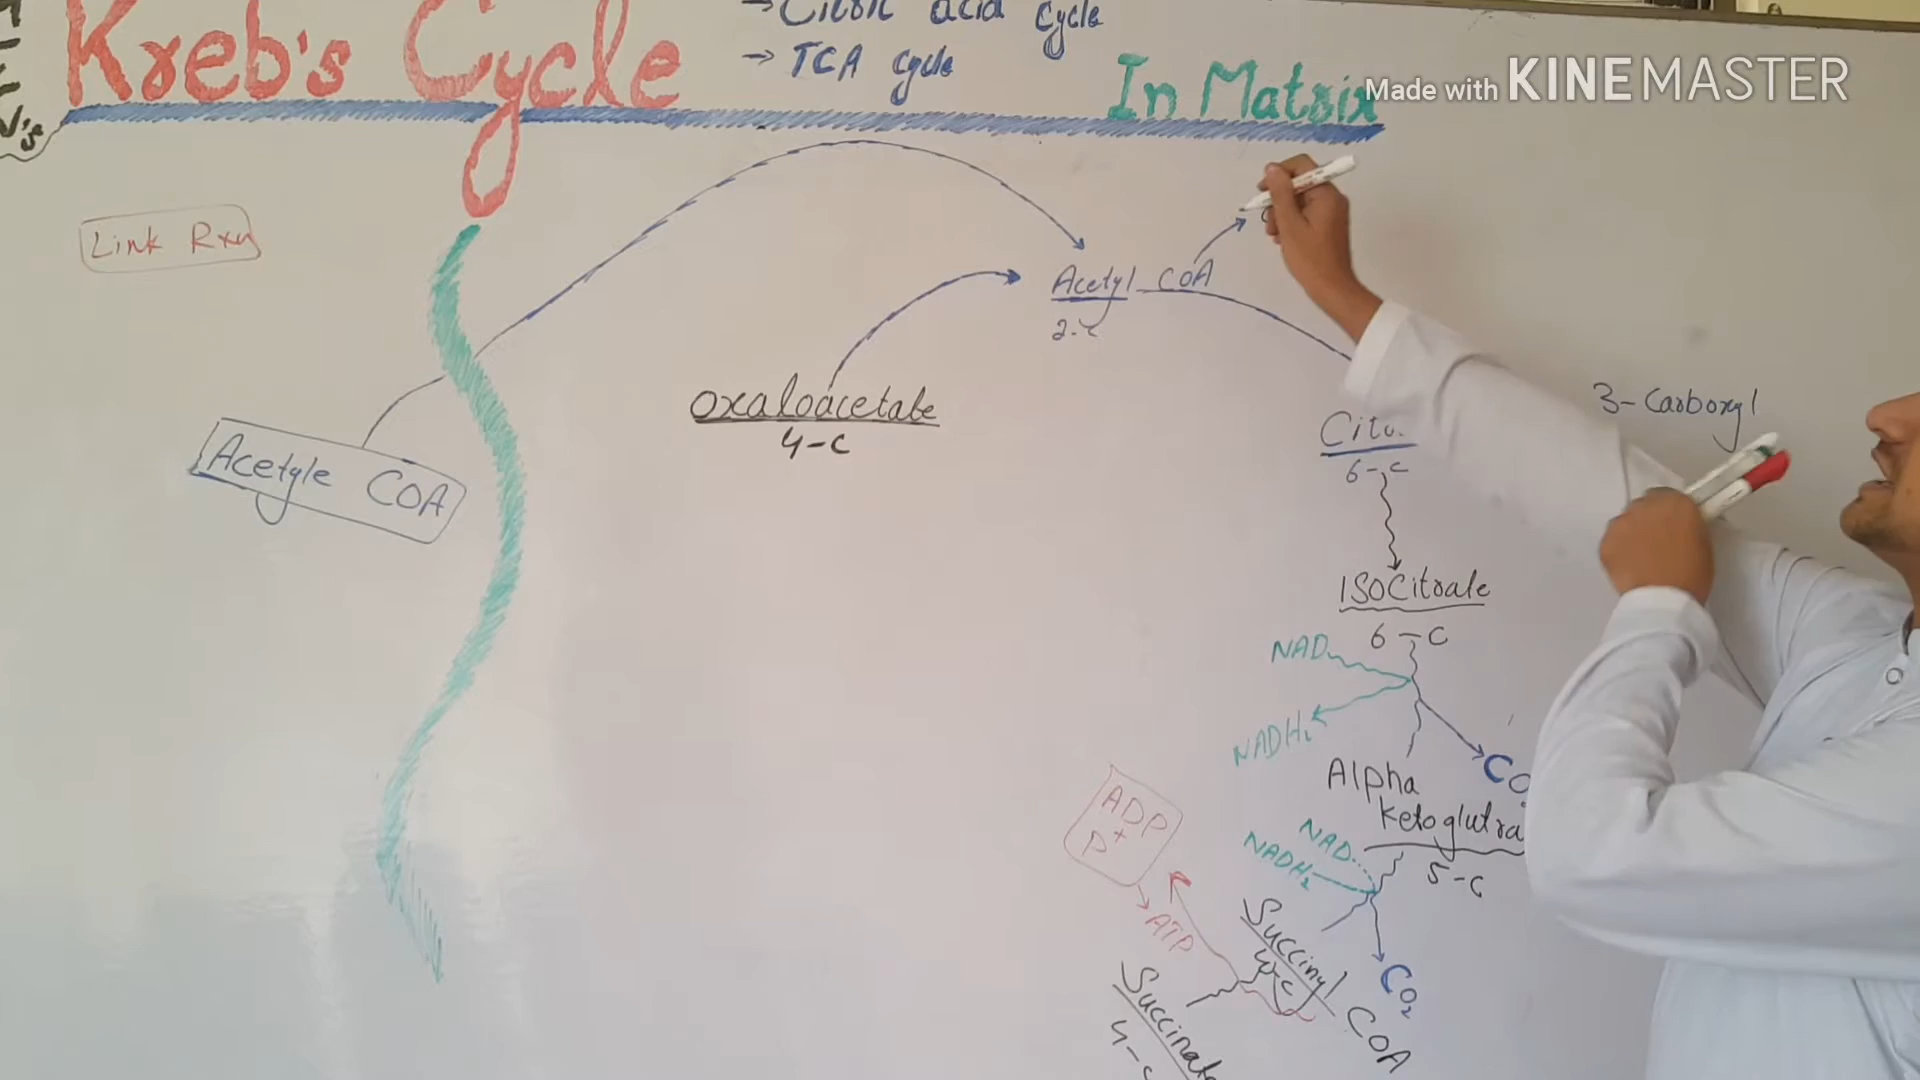 Kreb's Cycle
→ Citric acid cycle
→ TCA cycle
In Matrix
Made with KINEMASTER
Link Rxn
Acetyl COA
2-C
Oxaloacetate
4-C
3-Carboxyl
Acetyle COA
6-C
ISOCitrate
6-C
NAD
NADH₂
CO
Alpha
Ketoglutra
5-C
NAD
NADH₂
ADP
P⁺
ATP
Succinyl COA
4-C
CO₂
Succinate
4-C